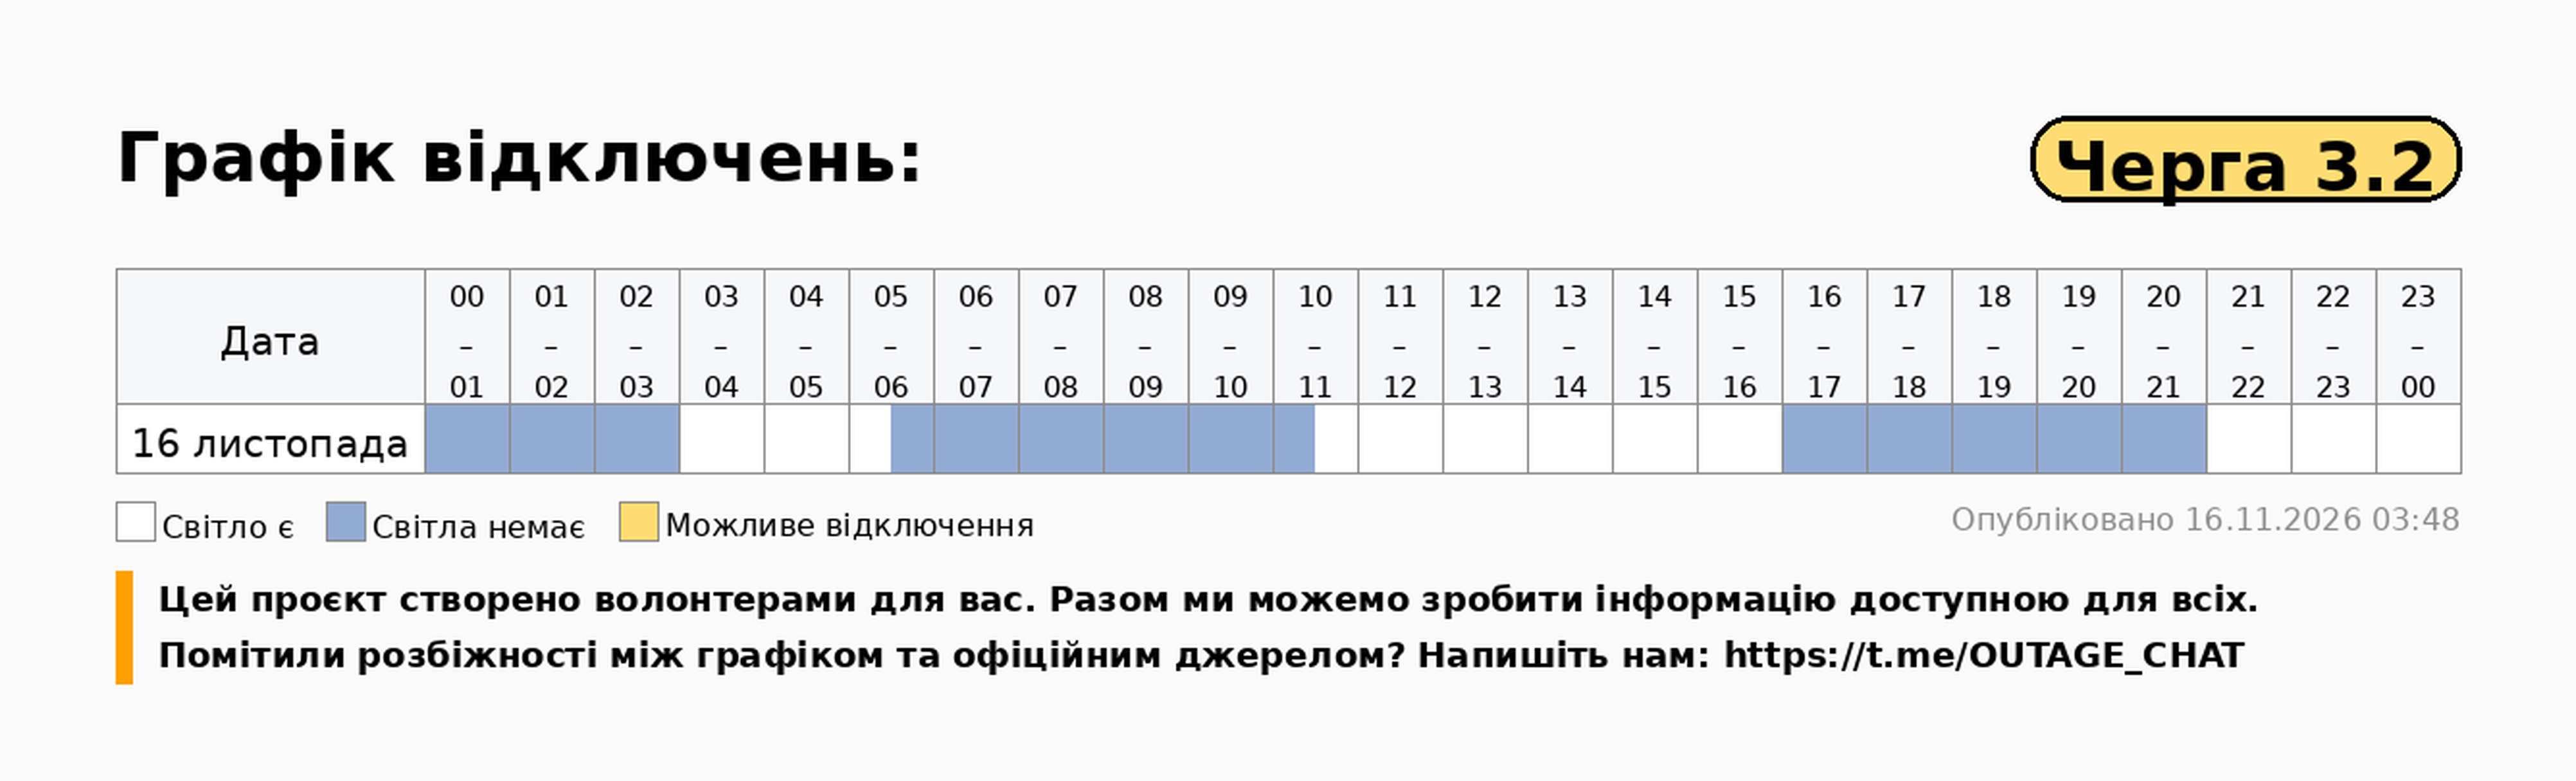 Графік відключень:
Черга 3.2
Дата
00 – 01
01 – 02
02 – 03
03 – 04
04 – 05
05 – 06
06 – 07
07 – 08
08 – 09
09 – 10
10 – 11
11 – 12
12 – 13
13 – 14
14 – 15
15 – 16
16 – 17
17 – 18
18 – 19
19 – 20
20 – 21
21 – 22
22 – 23
23 – 00
16 листопада
Світло є
Світла немає
Можливе відключення
Опубліковано 16.11.2026 03:48
Цей проєкт створено волонтерами для вас. Разом ми можемо зробити інформацію доступною для всіх.
Помітили розбіжності між графіком та офіційним джерелом? Напишіть нам: https://t.me/OUTAGE_CHAT